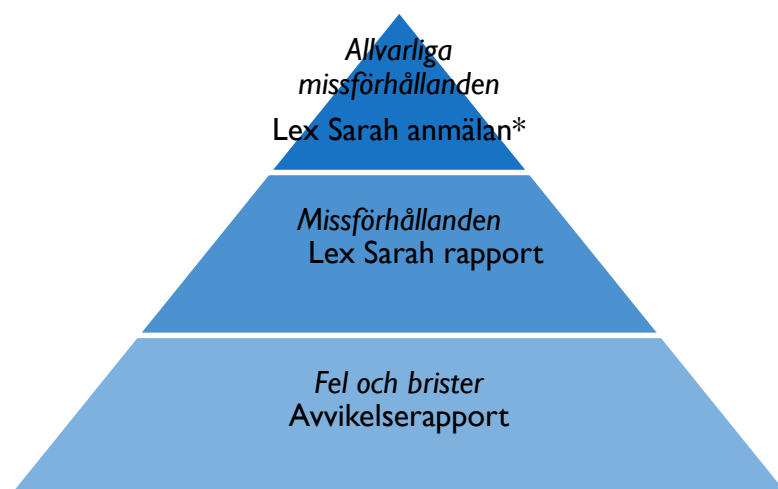 Allvarliga
missförhållanden
Lex Sarah anmälan*
Missförhållanden
Lex Sarah rapport
Fel och brister
Avvikelserapport